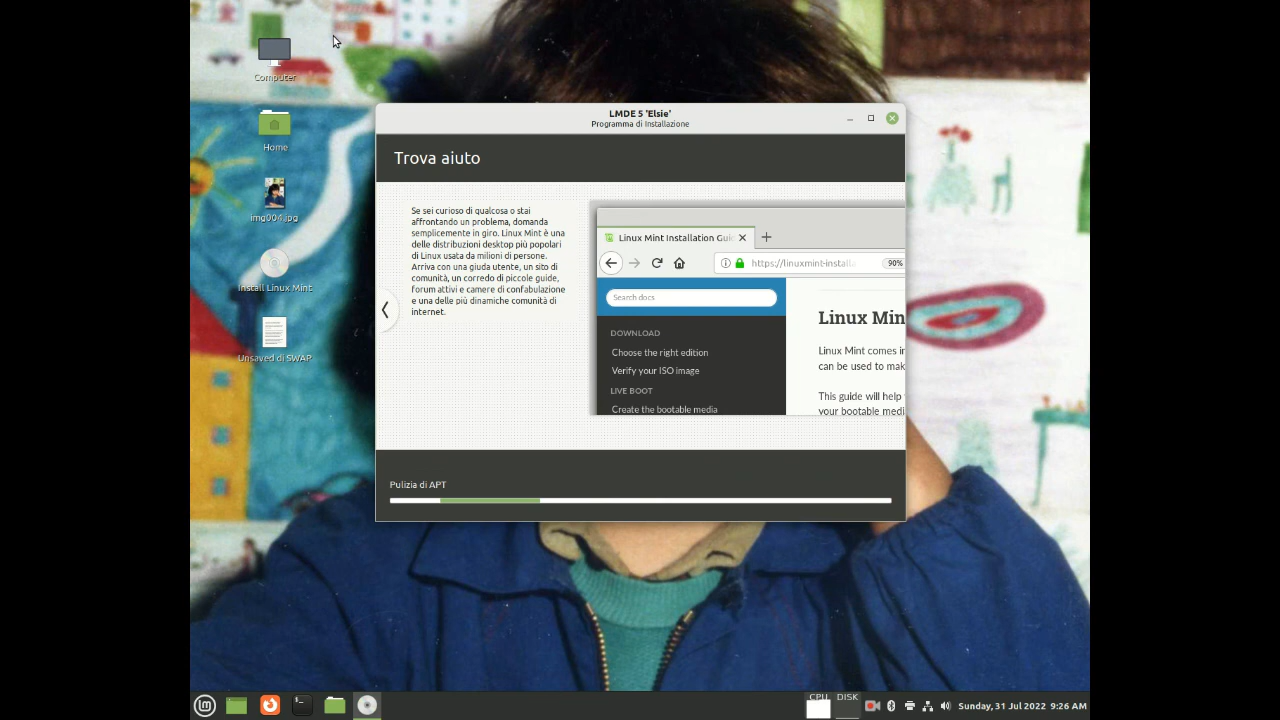 Computer
Home
img004.jpg
Install Linux Mint
Unsaved di SWAP
LMDE 5 'Elsie'
Programma di Installazione
Trova aiuto
Se sei curioso di qualcosa o stai
affrontando un problema, domanda
semplicemente in giro. Linux Mint è una
delle distribuzioni desktop più popolari
di Linux usata da milioni di persone.
Arriva con una giuda utente, un sito di
comunità, un corredo di piccole guide,
forum attivi e camere di confabulazione
e una delle più dinamiche comunità di
internet.
Linux Mint Installation Gui
https://linuxmint-install
90%
Search docs
DOWNLOAD
Choose the right edition
Verify your ISO image
LIVE BOOT
Create the bootable media
Linux Min
Linux Mint comes in
can be used to mak
This guide will help
your bootable medi
Pulizia di APT
CPU
DISK
Sunday, 31 Jul 2022 9:26 AM